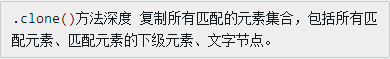 .clone()方法深度 复制所有匹配的元素集合，包括所有匹
配元素、匹配元素的下级元素、文字节点。